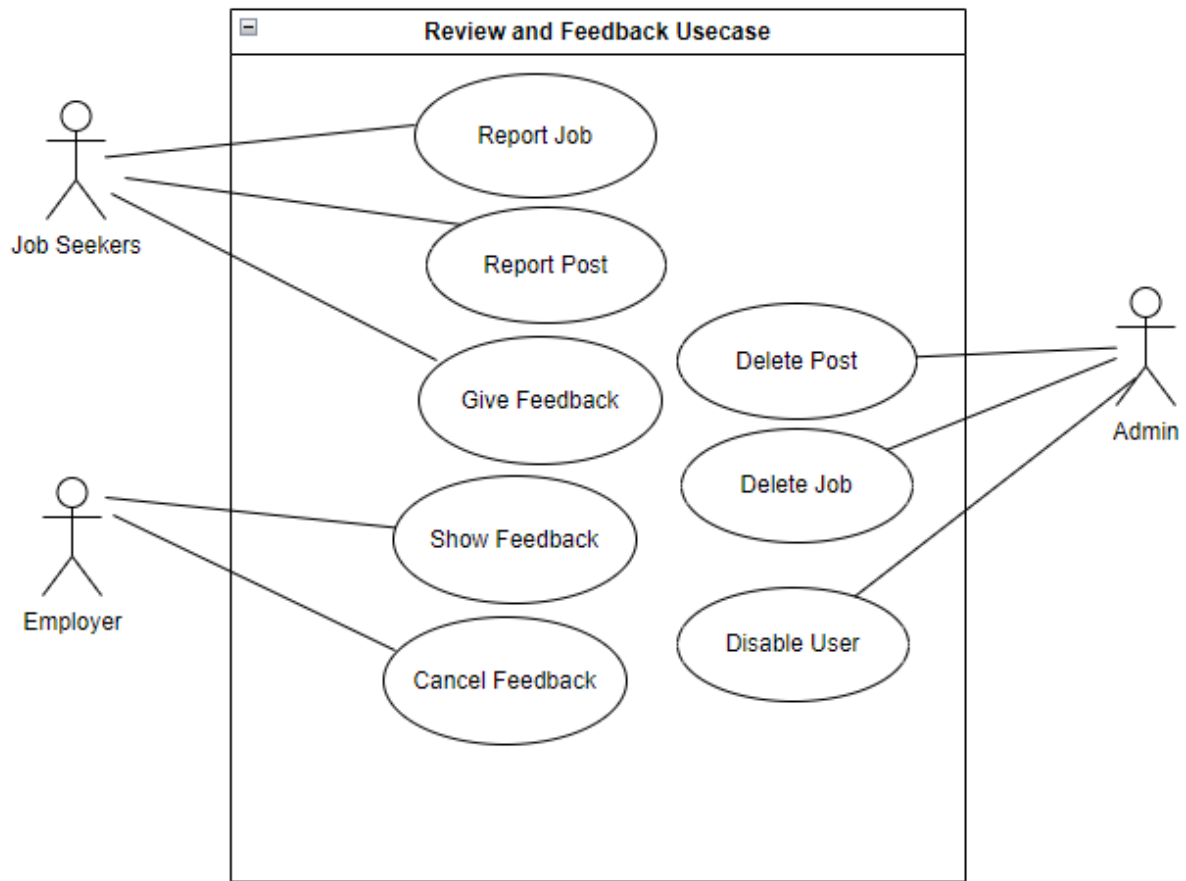 Review and Feedback Usecase
Report Job
Job Seekers
Report Post
Delete Post
Give Feedback
Admin
Delete Job
Show Feedback
Employer
Disable User
Cancel Feedback